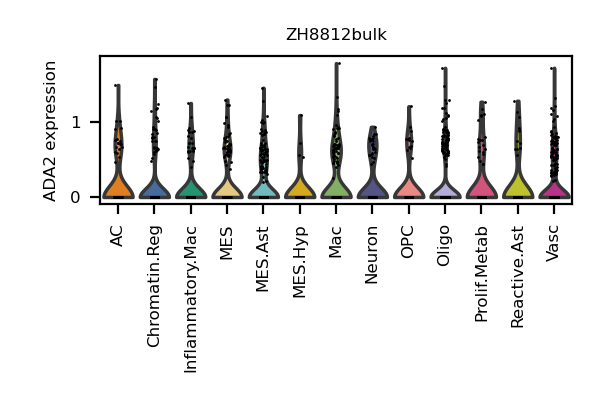 ZH8812bulk
ADA2 expression
1
0
AC
Chromatin.Reg
Inflammatory.Mac
MES
MES.Ast
MES.Hyp
Mac
Neuron
OPC
Oligo
Prolif.Metab
Reactive.Ast
Vasc